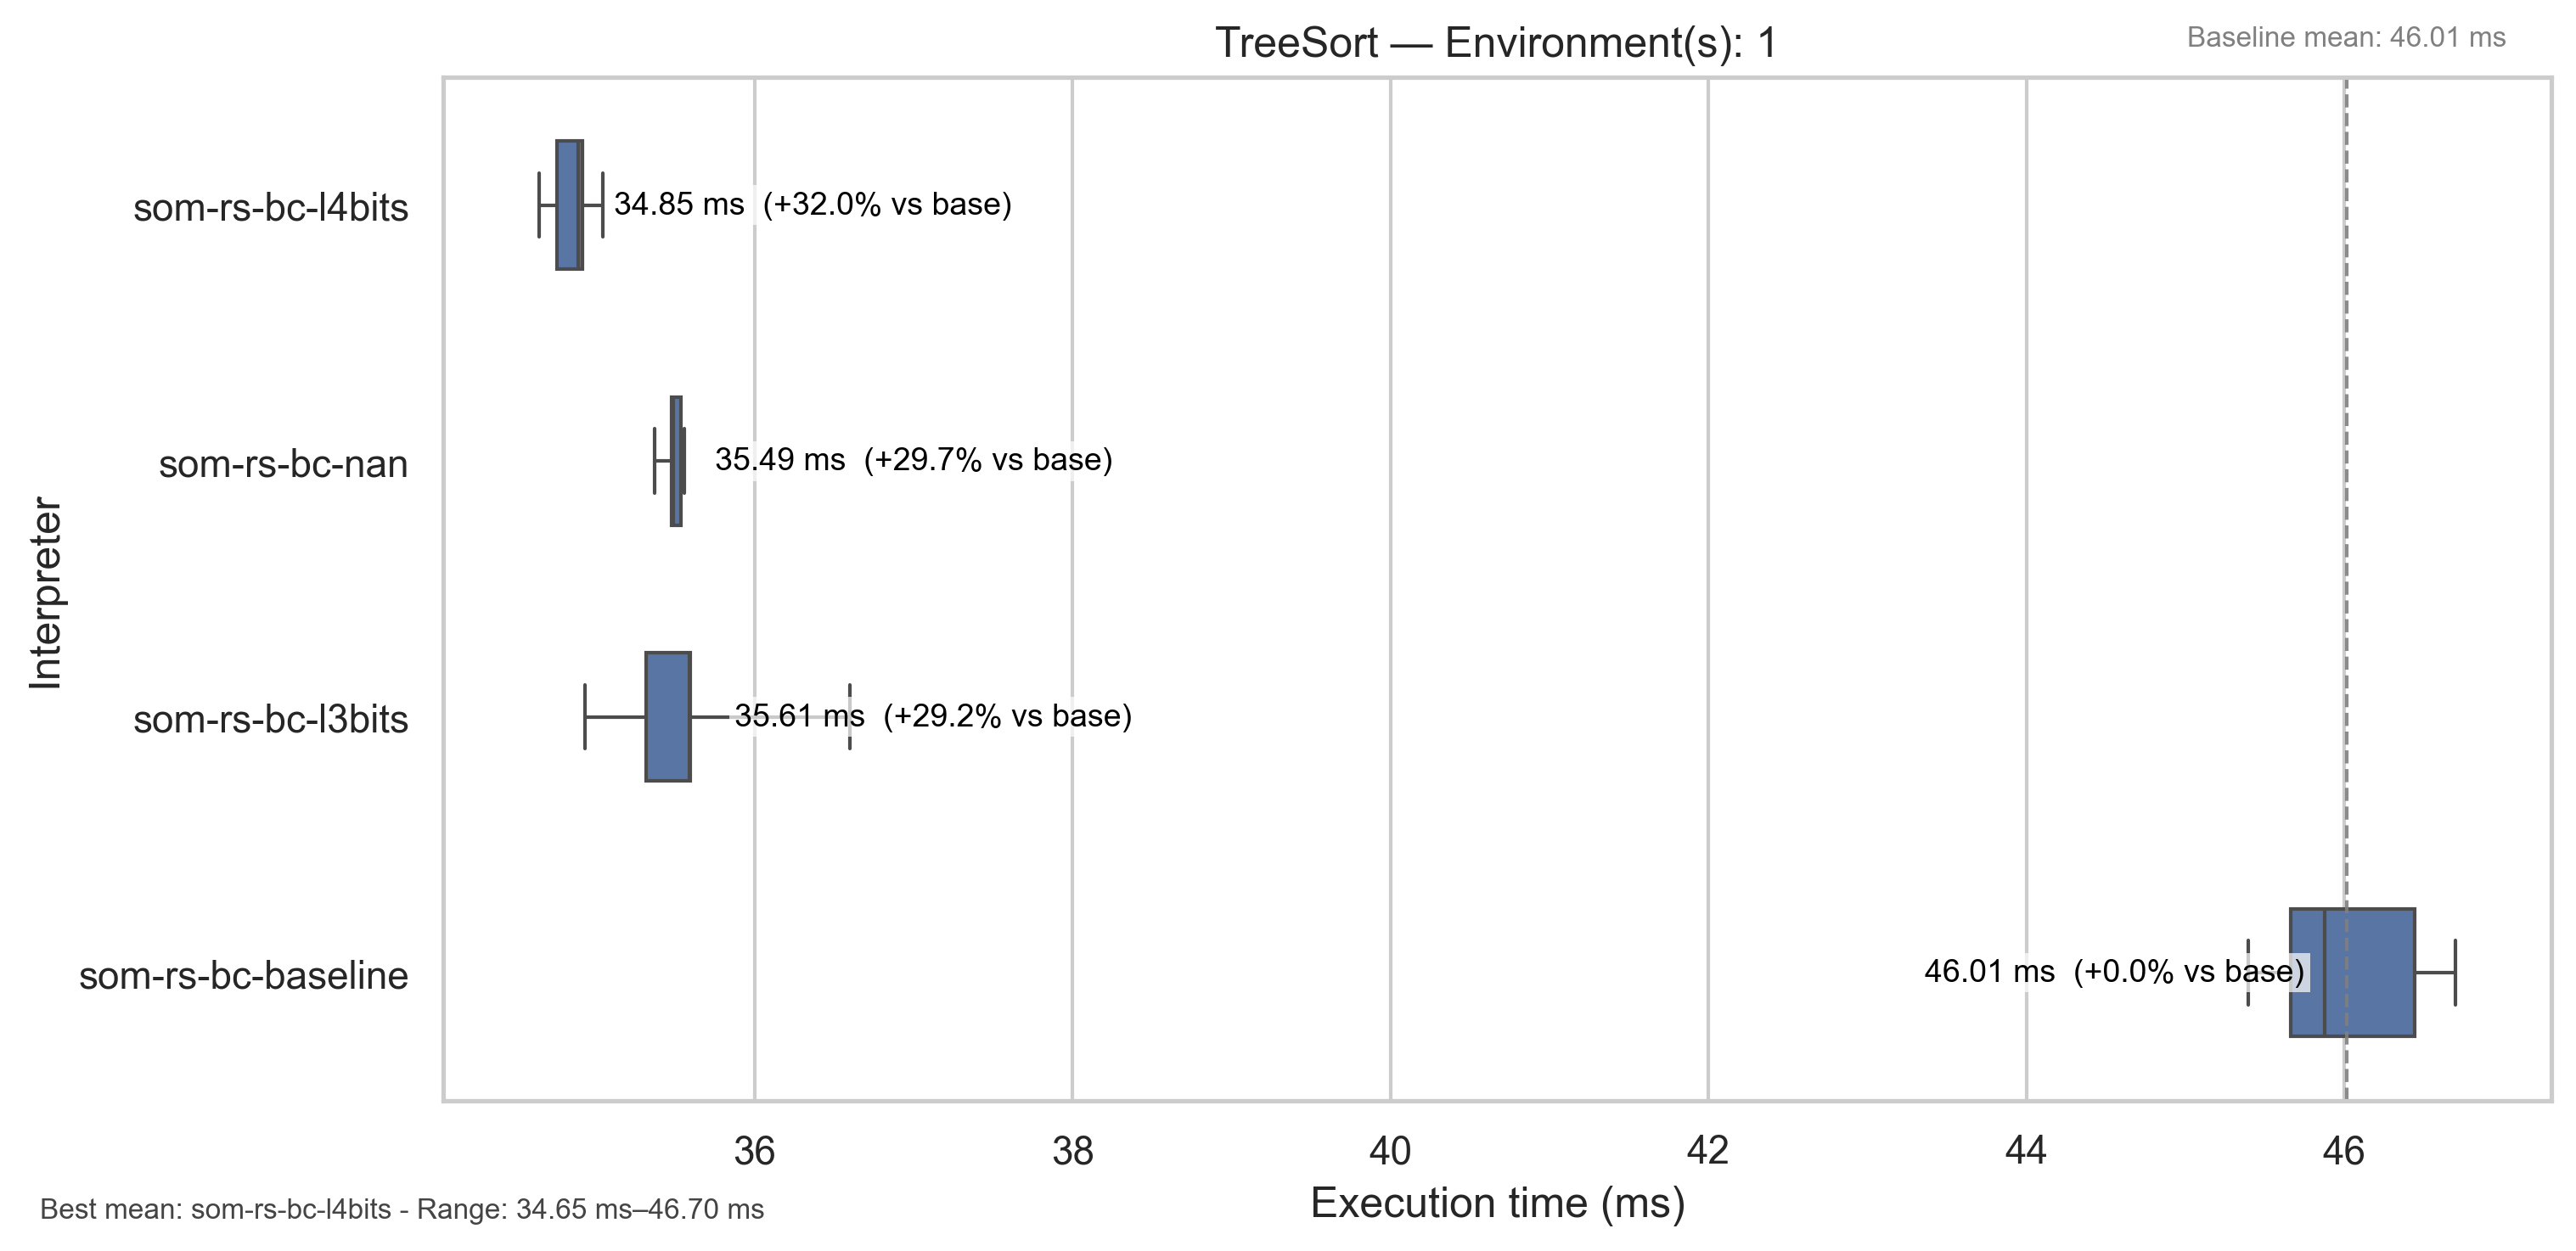 TreeSort — Environment(s): 1
Baseline mean: 46.01 ms
Interpreter
som-rs-bc-l4bits
34.85 ms  (+32.0% vs base)
som-rs-bc-nan
35.49 ms  (+29.7% vs base)
som-rs-bc-l3bits
35.61 ms  (+29.2% vs base)
som-rs-bc-baseline
46.01 ms  (+0.0% vs base)
36 38 40 42 44 46
Execution time (ms)
Best mean: som-rs-bc-l4bits - Range: 34.65 ms–46.70 ms